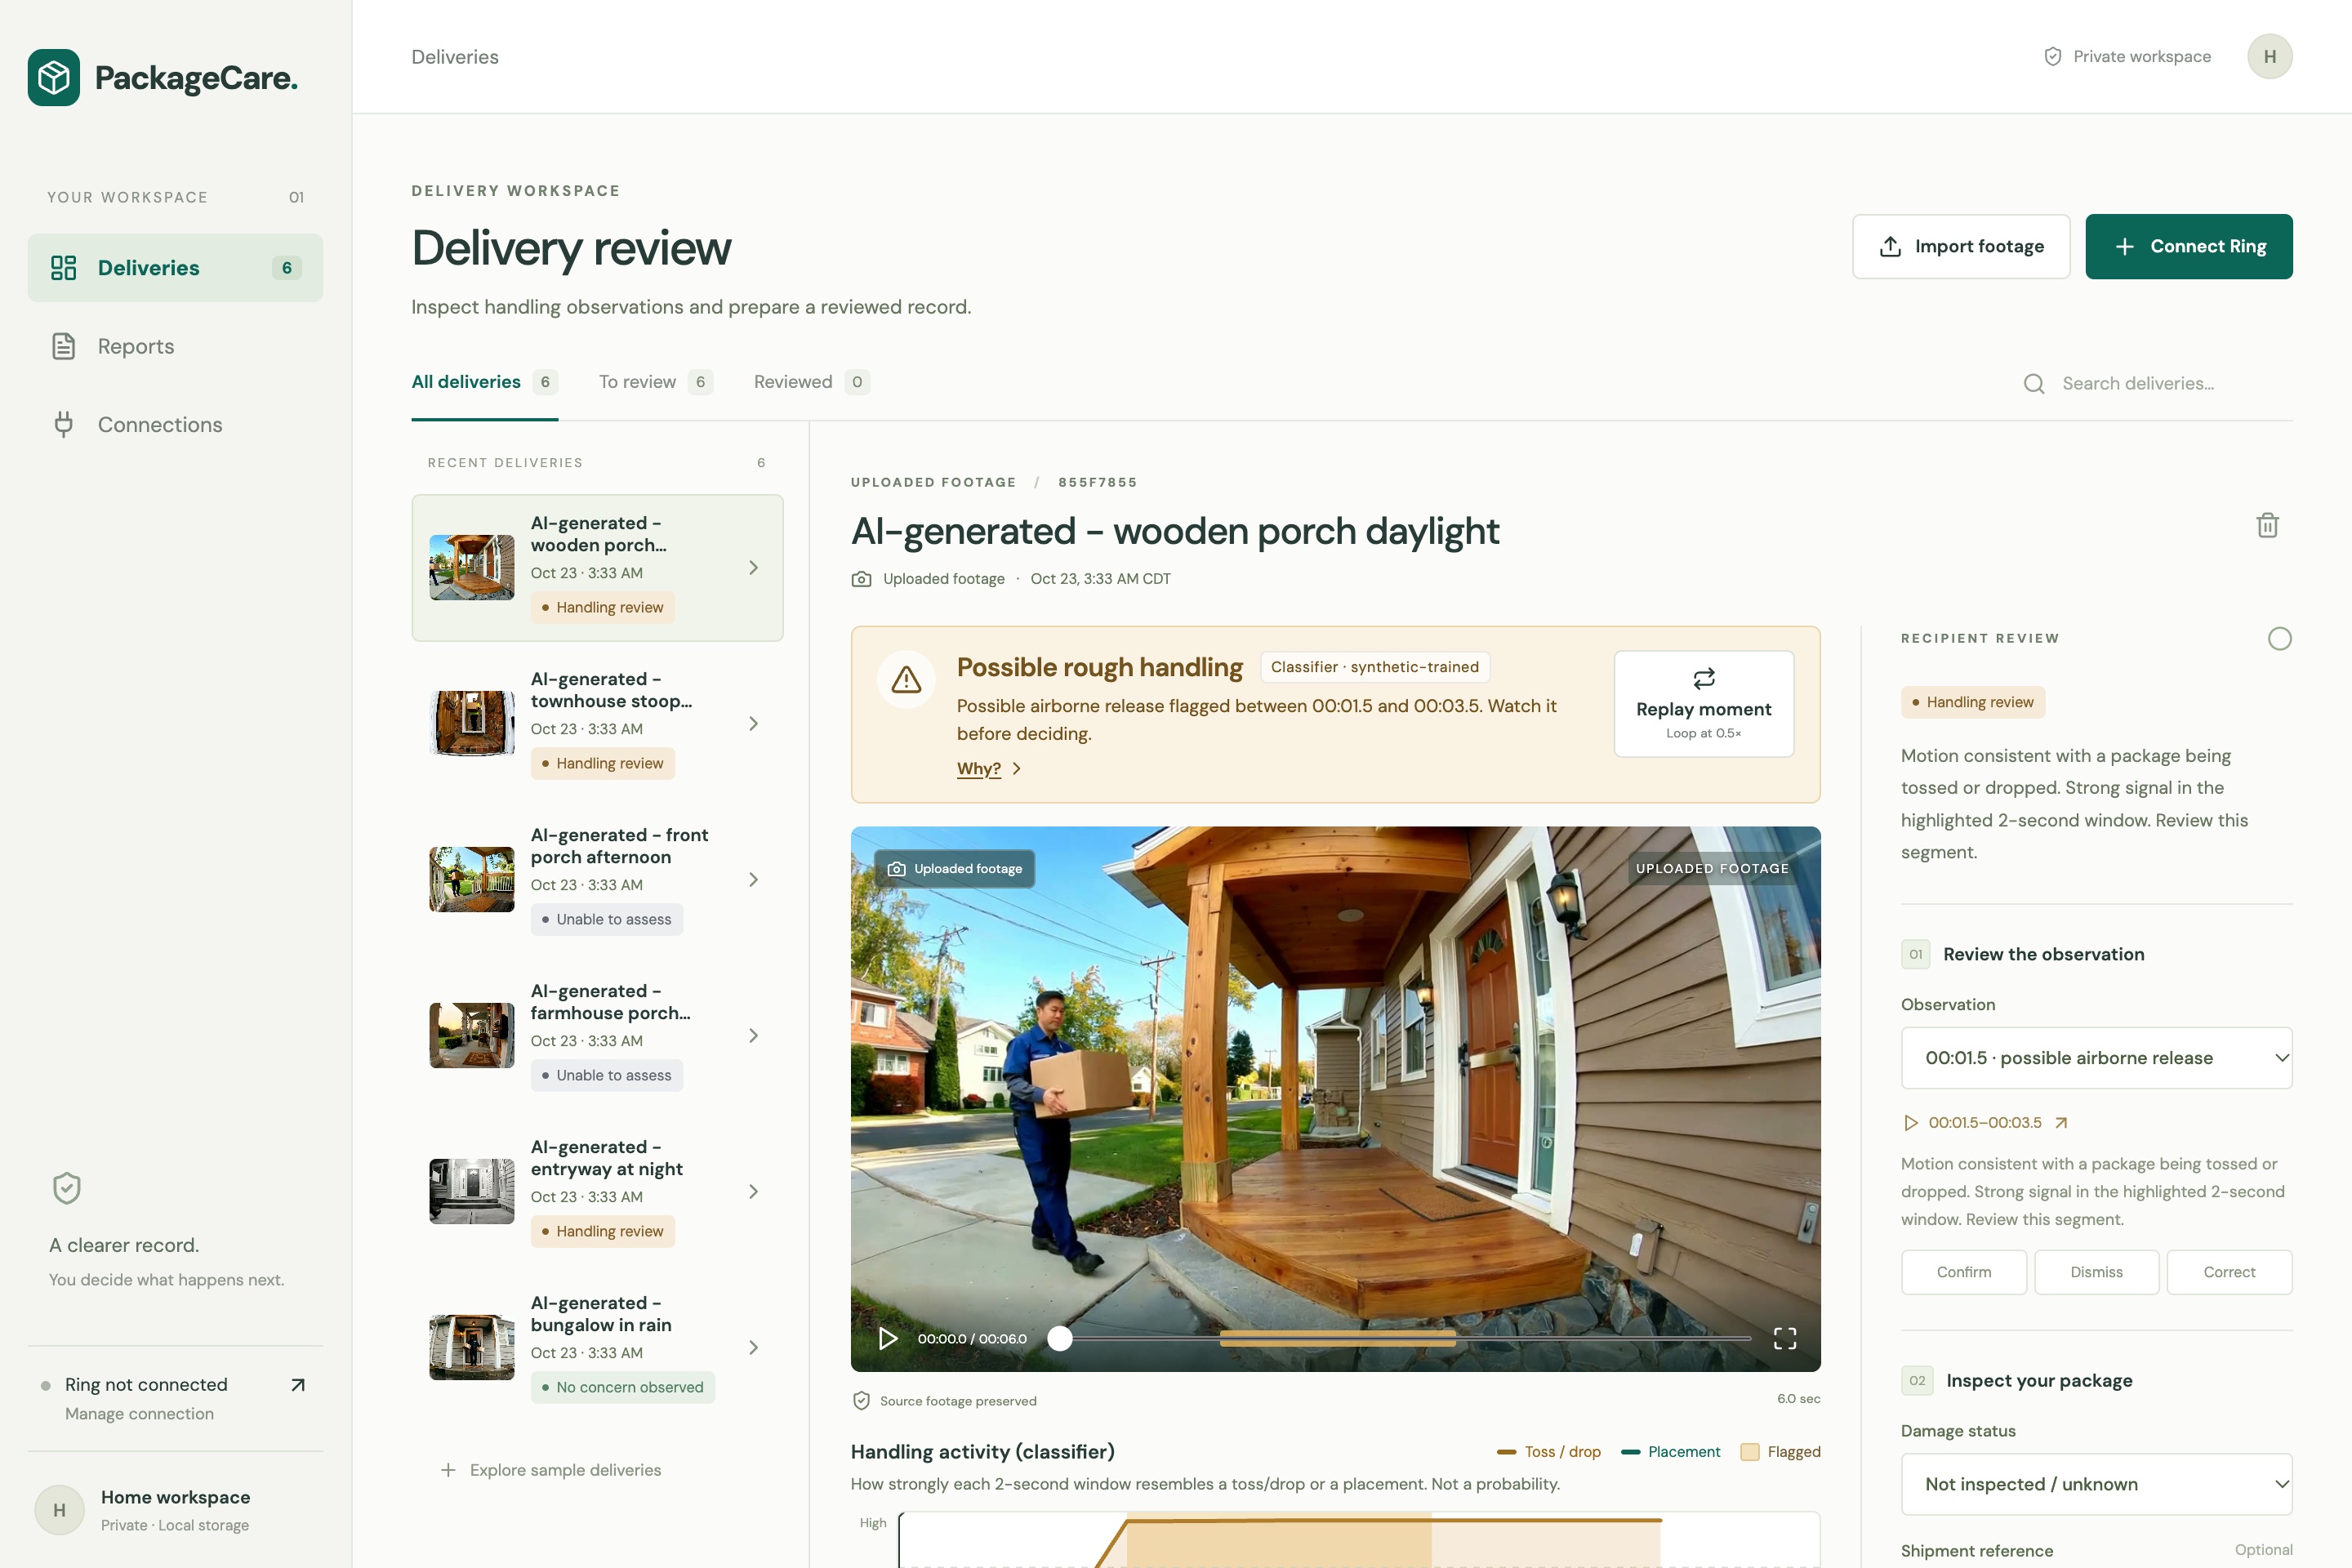 PackageCare.
YOUR WORKSPACE 01
Deliveries 6
Reports
Connections
A clearer record.
You decide what happens next.
Ring not connected
Manage connection
H
Home workspace
Private · Local storage
Deliveries
Private workspace
H
DELIVERY WORKSPACE
Delivery review
Inspect handling observations and prepare a reviewed record.
Import footage
Connect Ring
All deliveries 6
To review 6
Reviewed 0
Search deliveries...
RECENT DELIVERIES 6
AI-generated -
wooden porch...
Oct 23 · 3:33 AM
Handling review
AI-generated -
townhouse stoop...
Oct 23 · 3:33 AM
Handling review
AI-generated - front
porch afternoon
Oct 23 · 3:33 AM
Unable to assess
AI-generated -
farmhouse porch...
Oct 23 · 3:33 AM
Unable to assess
AI-generated -
entryway at night
Oct 23 · 3:33 AM
Handling review
AI-generated -
bungalow in rain
Oct 23 · 3:33 AM
No concern observed
Explore sample deliveries
UPLOADED FOOTAGE / 855F7855
AI-generated - wooden porch daylight
Uploaded footage · Oct 23, 3:33 AM CDT
Possible rough handling
Classifier · synthetic-trained
Possible airborne release flagged between 00:01.5 and 00:03.5. Watch it
before deciding.
Why?
Replay moment
Loop at 0.5×
Uploaded footage
UPLOADED FOOTAGE
00:00.0 / 00:06.0
Source footage preserved
6.0 sec
Handling activity (classifier)
Toss / drop
Placement
Flagged
How strongly each 2-second window resembles a toss/drop or a placement. Not a probability.
High
RECIPIENT REVIEW
Handling review
Motion consistent with a package being
tossed or dropped. Strong signal in the
highlighted 2-second window. Review this
segment.
01 Review the observation
Observation
00:01.5 · possible airborne release
00:01.5–00:03.5
Motion consistent with a package being tossed or
dropped. Strong signal in the highlighted 2-second
window. Review this segment.
Confirm
Dismiss
Correct
02 Inspect your package
Damage status
Not inspected / unknown
Shipment reference
Optional